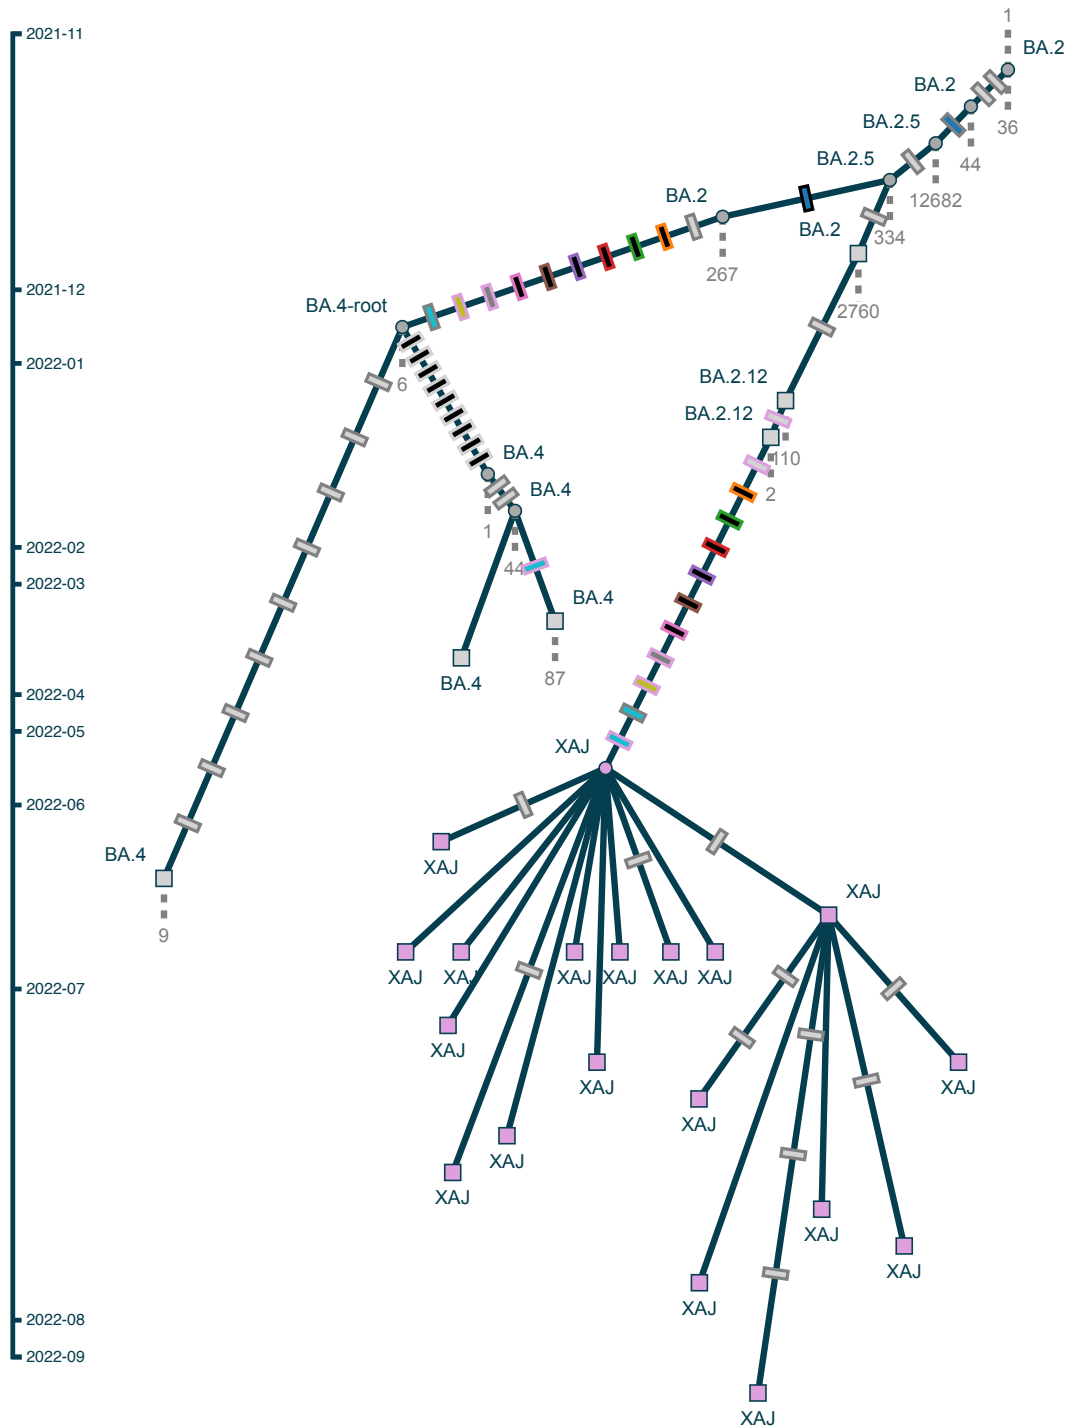 1
2021-11
BA.2
BA.2
36
BA.2.5
44
BA.2.5
12682
BA.2
BA.2
334
267
2021-12
BA.4-root
2760
2022-01
BA.2.12
6
BA.2.12
BA.4
110
BA.4
2
1
2022-02
44
2022-03
BA.4
BA.4
87
2022-04
2022-05
XAJ
2022-06
BA.4
XAJ
XAJ
9
XAJ
XAJ
XAJ
XAJ
XAJ
XAJ
2022-07
XAJ
XAJ
XAJ
XAJ
XAJ
XAJ
XAJ
XAJ
XAJ
2022-08
2022-09
XAJ